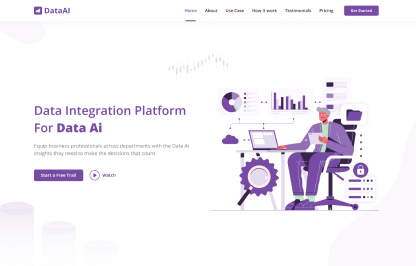 DataAI
Home About Use Case How it work Testimonials Pricing Get Started
Data Integration Platform
For Data Ai
Equip business professionals across departments with the Data Ai
insights they need to make the decisions that count
Start a Free Trail Watch